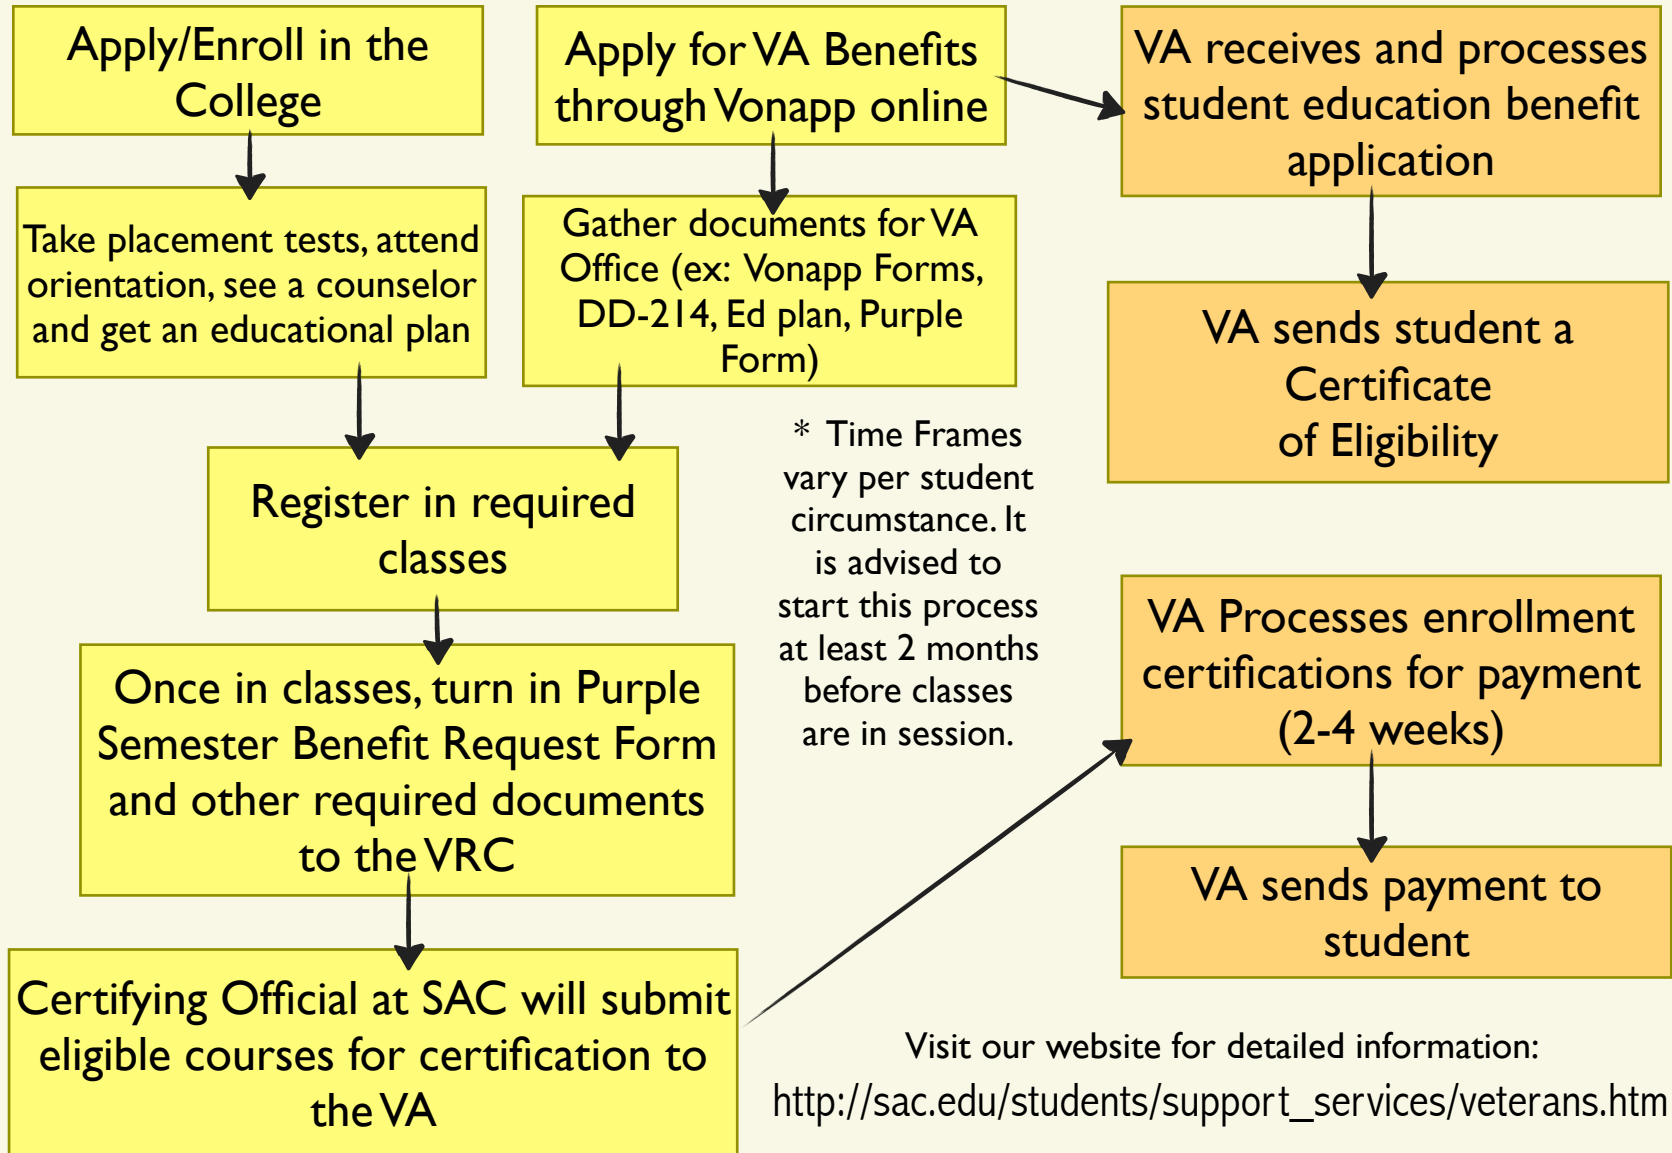 Apply/Enroll in the
College
Take placement tests, attend
orientation, see a counselor
and get an educational plan
Apply for VA Benefits
through Vonapp online
Gather documents for VA
Office (ex: Vonapp Forms,
DD-214, Ed plan, Purple
Form)
Register in required
classes
Once in classes, turn in Purple
Semester Benefit Request Form
and other required documents
to the VRC
Certifying Official at SAC will submit
eligible courses for certification to
the VA
* Time Frames
vary per student
circumstance. It
is advised to
start this process
at least 2 months
before classes
are in session.
VA receives and processes
student education benefit
application
VA sends student a
Certificate
of Eligibility
VA Processes enrollment
certifications for payment
(2-4 weeks)
VA sends payment to
student
Visit our website for detailed information:
http://sac.edu/students/support_services/veterans.htm